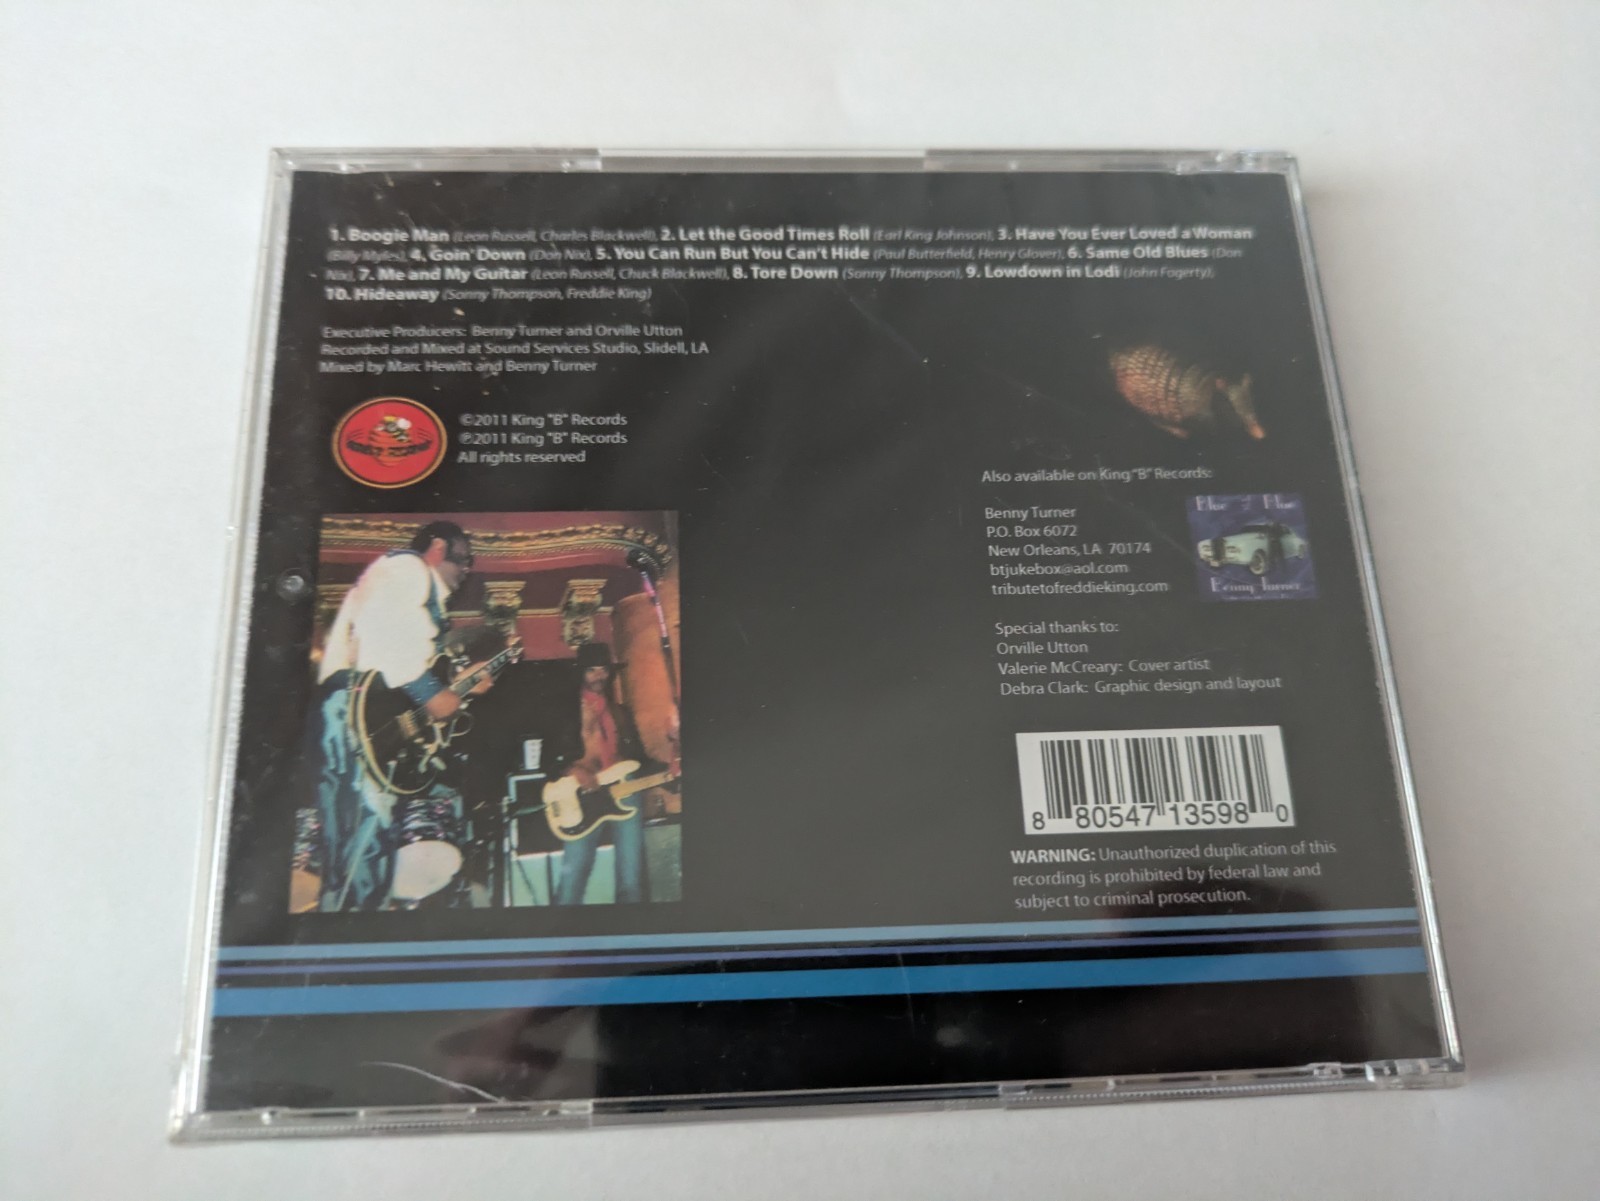 1. Boogie Man (Leon Russell, Charles Blackwell), 2. Let the Good Times Roll (Earl King Johnson), 3. Have You Ever Loved a Woman
(Billy Myles), 4. Goin' Down (Don Nix), 5. You Can Run But You Can't Hide (Paul Butterfield, Henry Glover), 6. Same Old Blues (Don
Nix), 7. Me and My Guitar (Leon Russell, Chuck Blackwell), 8. Tore Down (Sonny Thompson), 9. Lowdown in Lodi (John Fogerty),
10. Hideaway (Sonny Thompson, Freddie King)
Executive Producers: Benny Turner and Orville Utton
Recorded and Mixed at Sound Services Studio, Slidell, LA
Mixed by Marc Hewitt and Benny Turner
©2011 King "B" Records
℗2011 King "B" Records
All rights reserved
Also available on King "B" Records:
Benny Turner
P.O. Box 6072
New Orleans, LA 70174
btjukebox@aol.com
tributetofreddieking.com
Blue Blue
Benny Turner
Special thanks to:
Orville Utton
Valerie McCreary: Cover artist
Debra Clark: Graphic design and layout
8 80547 13598 0
WARNING: Unauthorized duplication of this
recording is prohibited by federal law and
subject to criminal prosecution.